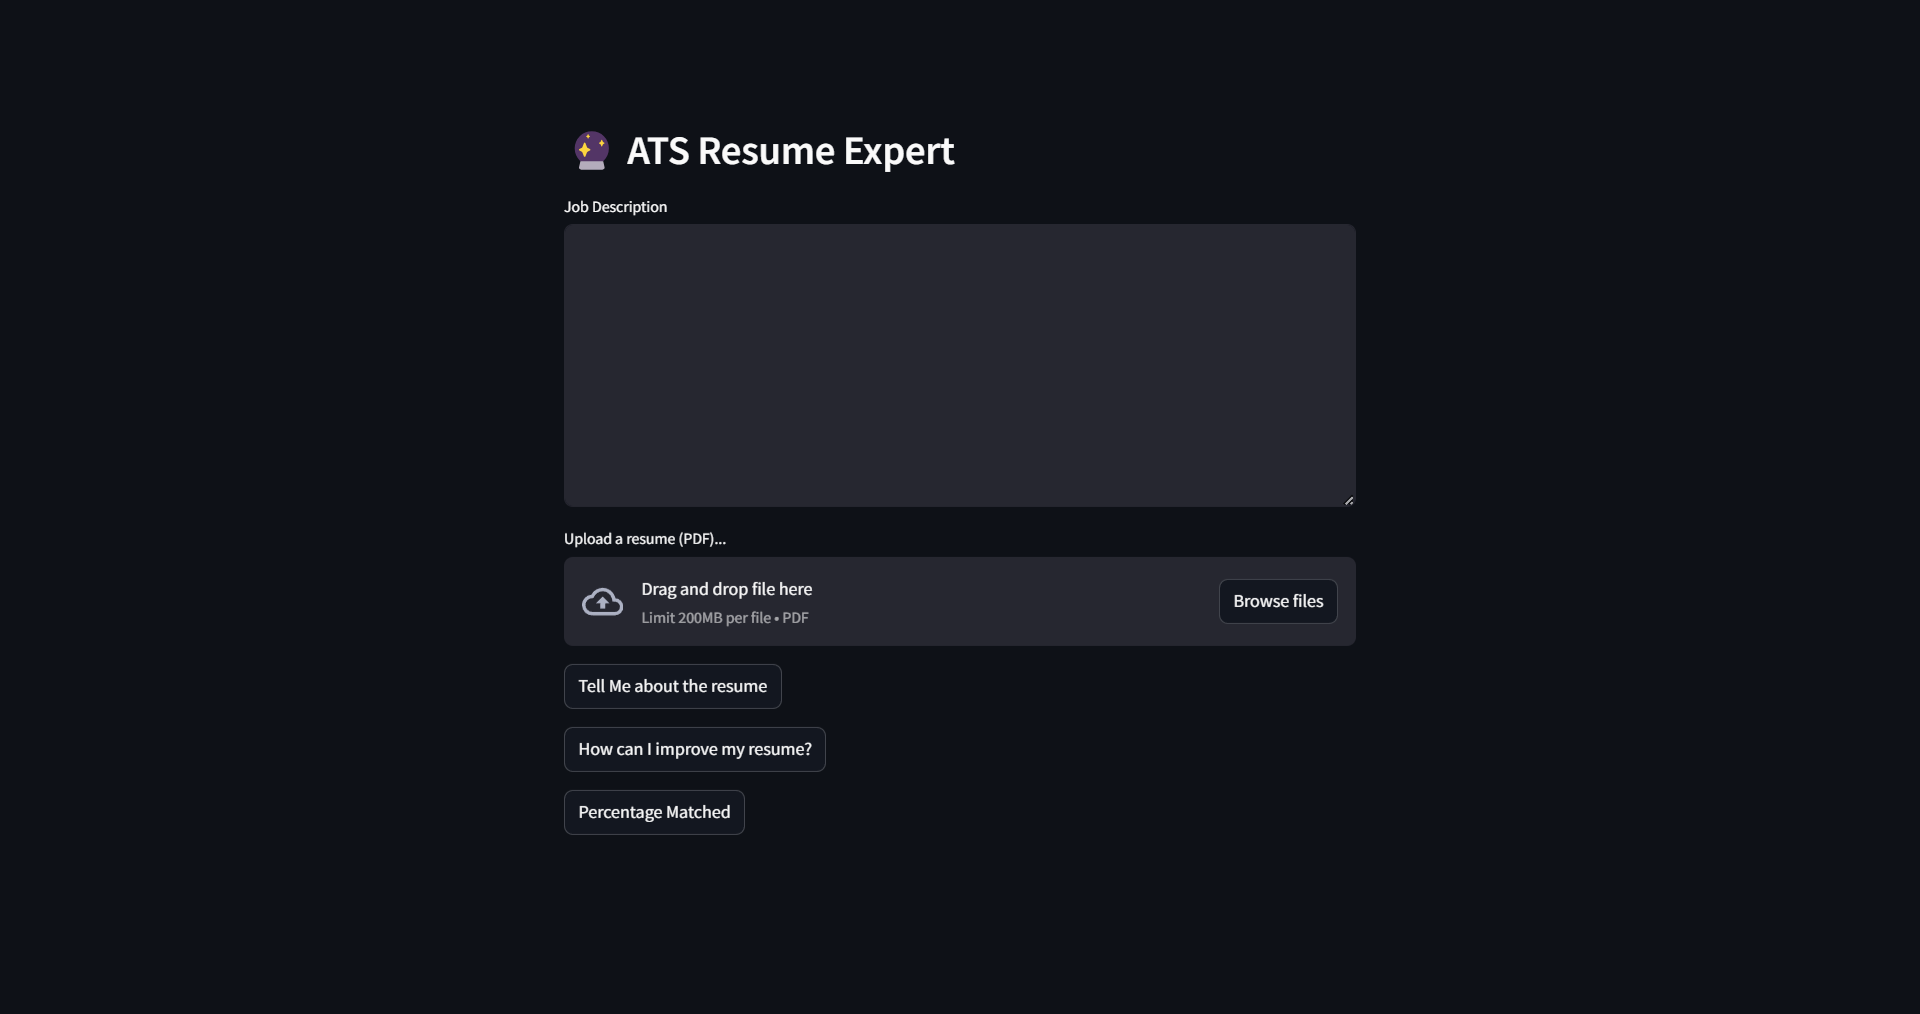 ATS Resume Expert
Job Description
Upload a resume (PDF)...
Drag and drop file here
Limit 200MB per file • PDF
Browse files
Tell Me about the resume
How can I improve my resume?
Percentage Matched